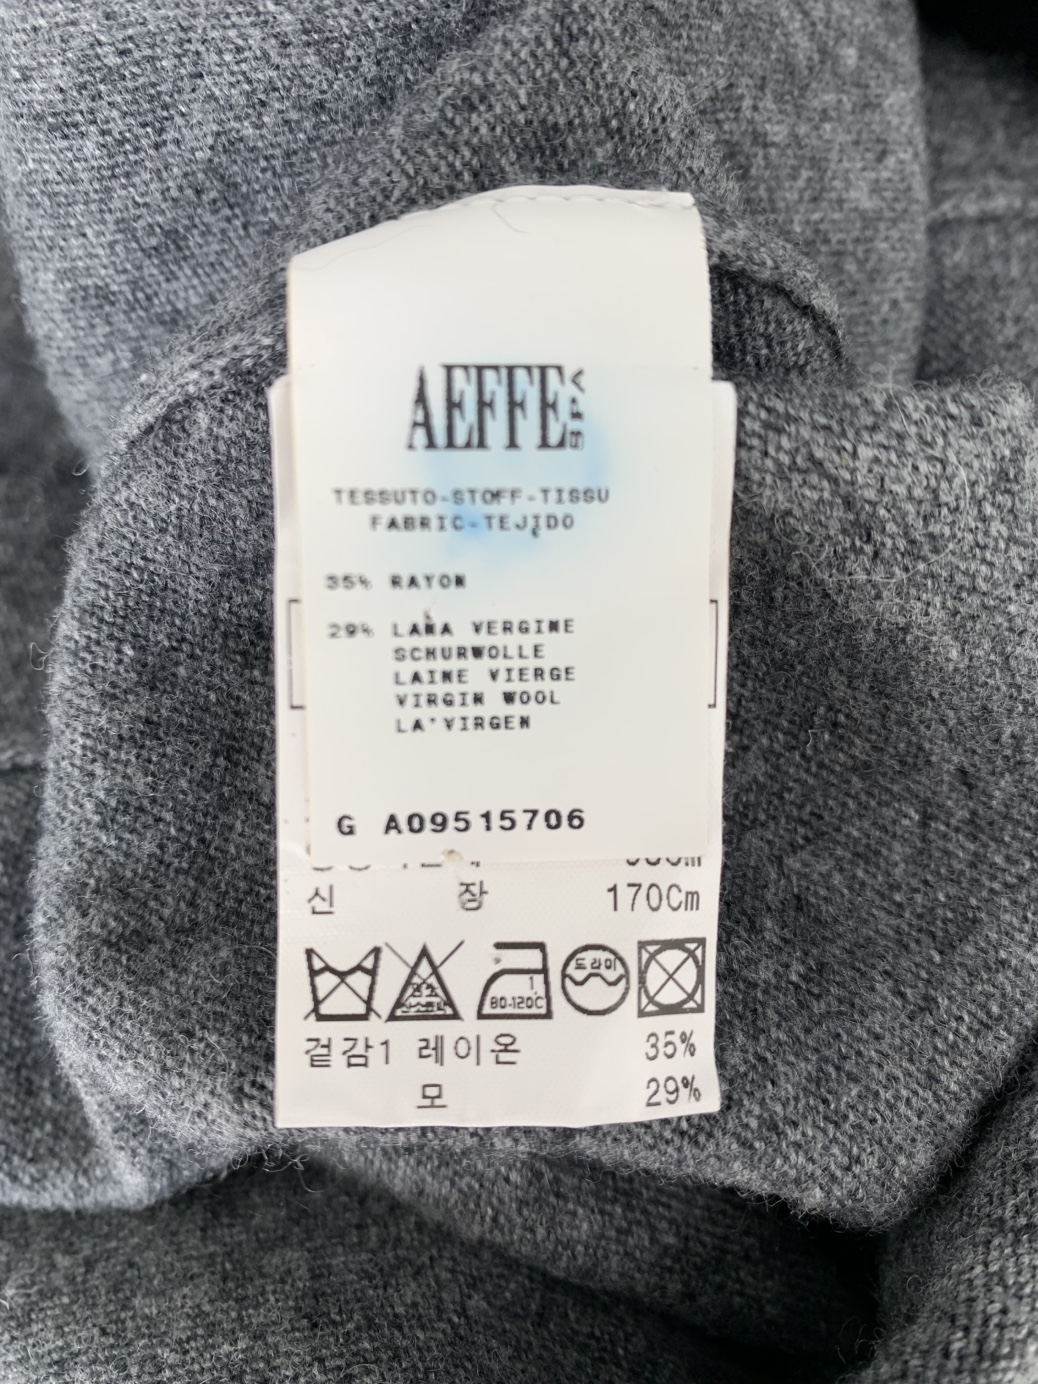 AEFFE SPA
TESSUTO-STOFF-TISSU
FABRIC-TEJIDO
35% RAYON
29% LANA VERGINE
SCHURWOLLE
LAINE VIERGE
VIRGIN WOOL
LA'VIRGEN
G A09515706
신 장 170Cm
드라이
1,
80-120℃
겉감1 레이온 35%
모 29%